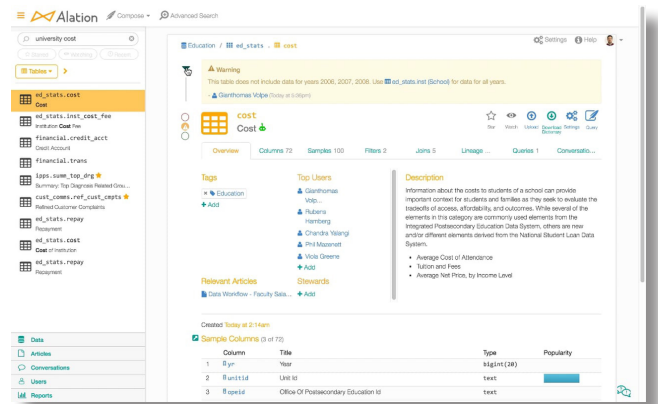 Alation
Compose
Advanced Search
university cost
Tables
ed_stats.cost
Cost
ed_stats.inst_cost_fee
Institution Cost Fee
financial.credit_acct
Credit Account
financial.trans
ipps.summ_top_drg
Summary: Top Diagnosis Related Grou...
cust_comms.ref_cust_cmpts
Refined Customer Complaints
ed_stats.repay
Repayment
ed_stats.cost
Cost of Institution
ed_stats.repay
Repayment
Data
Articles
Conversations
Users
Reports
Settings
Help
Education / ed_stats . cost
Warning
This table does not include data for years 2006, 2007, 2008. Use ed_stats.inst (School) for data for all years.
- Gianthomas Volpe (Today at 5:09pm)
cost
Cost
Star
Watch
Upload
Download Dictionary
Settings
Query
Overview
Columns 72
Samples 100
Filters 2
Joins 5
Lineage ...
Queries 1
Conversatio...
Tags
Education
+ Add
Top Users
Gianthomas
Volp...
Rubens
Hamberg
Chandra Yalangi
Phil Mazenett
Viola Greene
+ Add
Relevant Articles
Data Workflow - Faculty Sala...
Stewards
+ Add
Description
Information about the costs to students of a school can provide
important context for students and families as they seek to evaluate the
tradeoffs of access, affordability, and outcomes. While several of the
elements in this category are commonly used elements from the
Integrated Postsecondary Education Data System, others are new
and/or different elements derived from the National Student Loan Data
System.
• Average Cost of Attendance
• Tuition and Fees
• Average Net Price, by Income Level
Created Today at 2:14am
Sample Columns (3 of 72)
Column Title Type Popularity
1 yr Year bigint(20)
2 unitid Unit Id text
3 opeid Office Of Postsecondary Education Id text